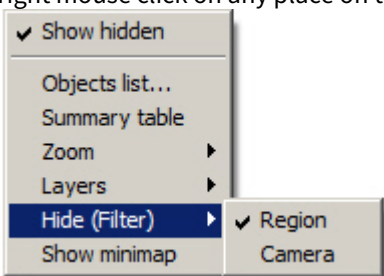 right mouse click on any place on t
Show hidden
Objects list...
Summary table
Zoom
Layers
Hide (Filter)
Region
Show minimap
Camera